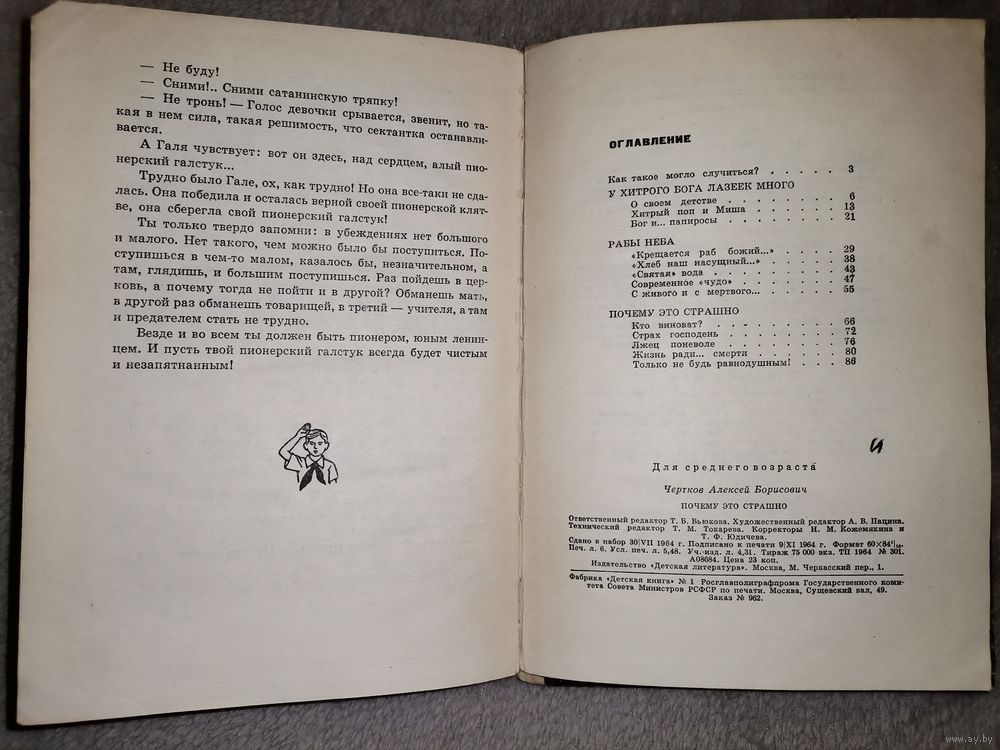 — Не буду!
— Сними!.. Сними сатанинскую тряпку!
— Не тронь! — Голос девочки срывается, звенит, но та-
кая в нем сила, такая решимость, что сектантка останавли-
вается.
А Галя чувствует: вот он здесь, над сердцем, алый пио-
нерский галстук...
Трудно было Гале, ох, как трудно! Но она все-таки не сда-
лась. Она победила и осталась верной своей пионерской клят-
ве, она сберегла свой пионерский галстук!
Ты только твердо запомни: в убеждениях нет большого
и малого. Нет такого, чем можно было бы поступиться. По-
ступишься в чем-то малом, казалось бы, незначительном, а
там, глядишь, и большим поступишься. Раз пойдешь в цер-
ковь, а почему тогда не пойти и в другой? Обманешь мать,
в другой раз обманешь товарищей, в третий — учителя, а там
и предателем стать не трудно.
Везде и во всем ты должен быть пионером, юным ленин-
цем. И пусть твой пионерский галстук всегда будет чистым
и незапятнанным!
ОГЛАВЛЕНИЕ
Как такое могло случиться? . . . . . 3
У ХИТРОГО БОГА ЛАЗЕЕК МНОГО
О своем детстве . . . . . . . 6
Хитрый поп и Миша . . . . . . 13
Бог и... папиросы . . . . . . . 21
РАБЫ НЕБА
«Крещается раб божий...» . . . . . 29
«Хлеб наш насущный...» . . . . . . 38
«Святая» вода . . . . . . . . 43
Современное «чудо» . . . . . . . 47
С живого и с мертвого... . . . . . 55
ПОЧЕМУ ЭТО СТРАШНО
Кто виноват? . . . . . . . . 66
Страх господень . . . . . . . 72
Лжец поневоле . . . . . . . . 76
Жизнь ради... смерти . . . . . . 80
Только не будь равнодушным! . . . 86
и
Для среднего возраста
Чертков Алексей Борисович
ПОЧЕМУ ЭТО СТРАШНО
Ответственный редактор Т. Б. Вьюкова. Художественный редактор А. В. Пацина.
Технический редактор Т. М. Токарева. Корректоры Н. М. Кожемякина и
Т. Ф. Юдичева.
Сдано в набор 30/VII 1964 г. Подписано к печати 9/XI 1964 г. Формат 60×84¹/₁₆.
Печ. л. 6. Усл. печ. л. 5,48. Уч.-изд. л. 4,31. Тираж 75 000 экз. ТП 1964 № 301.
А08684. Цена 23 коп.
Издательство «Детская литература». Москва, М. Черкасский пер., 1.
Фабрика «Детская книга» № 1 Росглавполиграфпрома Государственного коми-
тета Совета Министров РСФСР по печати. Москва, Сущевский вал, 49.
Заказ № 962.
www.ay.by